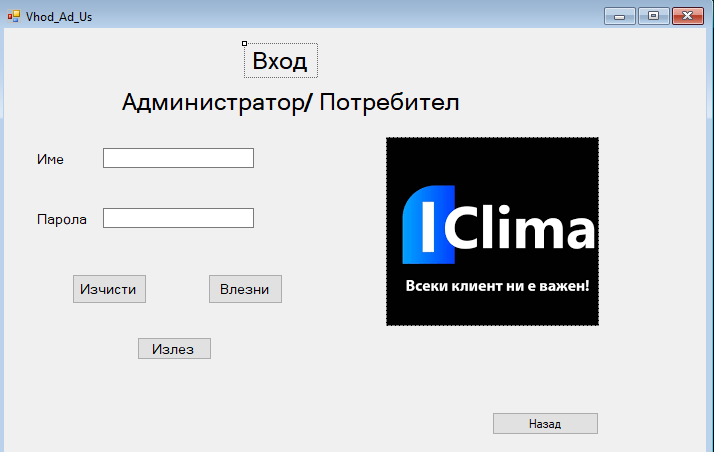 Vhod_Ad_Us
Вход
Администратор/ Потребител
Име
Парола
IClima
Всеки клиент ни е важен!
Изчисти Влезни
Излез
Назад